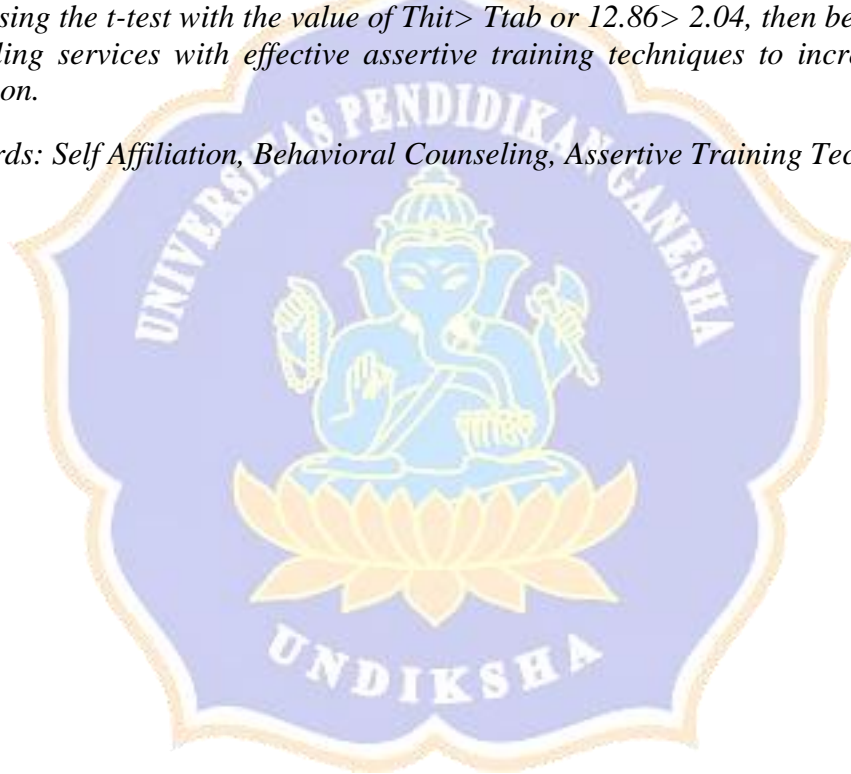 sing the t-test with the value of Thit> Ttab or 12.86> 2.04, then be
ling services with effective assertive training techniques to incre
on.
rds: Self Affiliation, Behavioral Counseling, Assertive Training Tec
UNIVERSITAS PENDIDIKAN GANESHA
UNDIKSHA